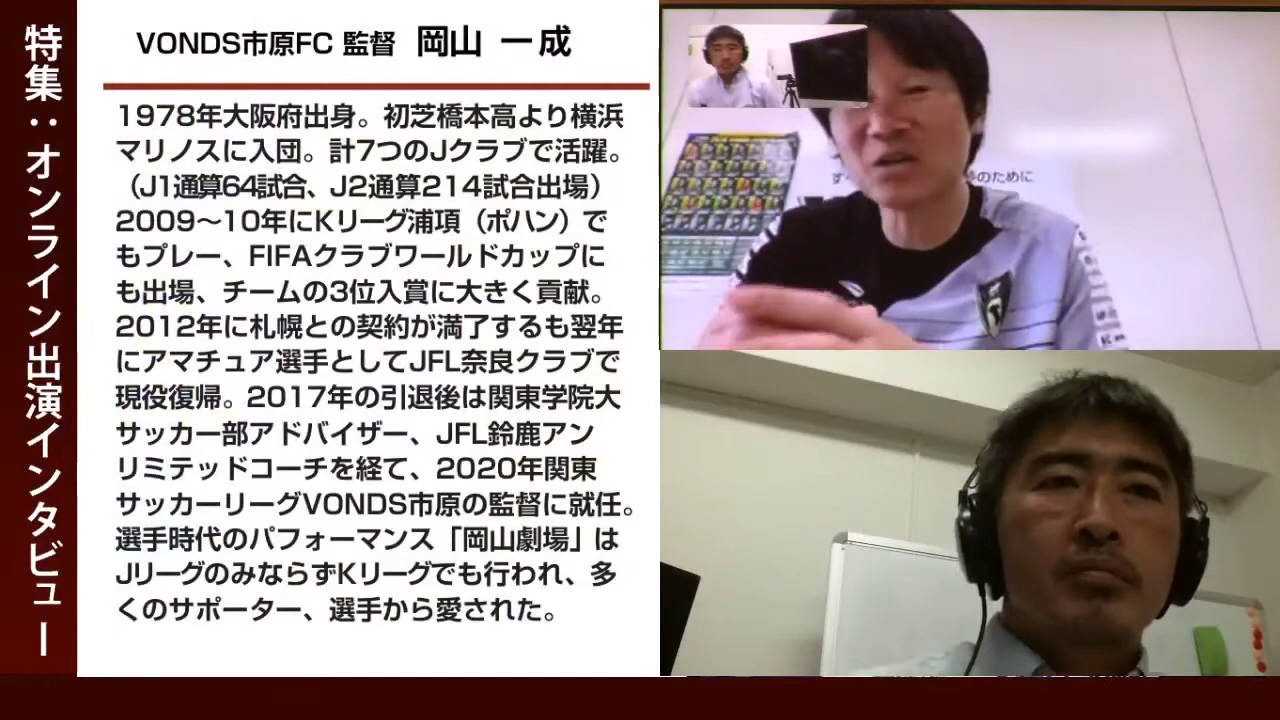 特集：オンライン出演インタビュー
VONDS市原FC 監督 岡山 一成
1978年大阪府出身。初芝橋本高より横浜
マリノスに入団。計7つのJクラブで活躍。
（J1通算64試合、J2通算214試合出場）
2009〜10年にKリーグ浦項（ポハン）で
もプレー、FIFAクラブワールドカップに
も出場、チームの3位入賞に大きく貢献。
2012年に札幌との契約が満了するも翌年
にアマチュア選手としてJFL奈良クラブで
現役復帰。2017年の引退後は関東学院大
サッカー部アドバイザー、JFL鈴鹿アン
リミテッドコーチを経て、2020年関東
サッカーリーグVONDS市原の監督に就任。
選手時代のパフォーマンス「岡山劇場」は
JリーグのみならずKリーグでも行われ、多
くのサポーター、選手から愛された。
のために